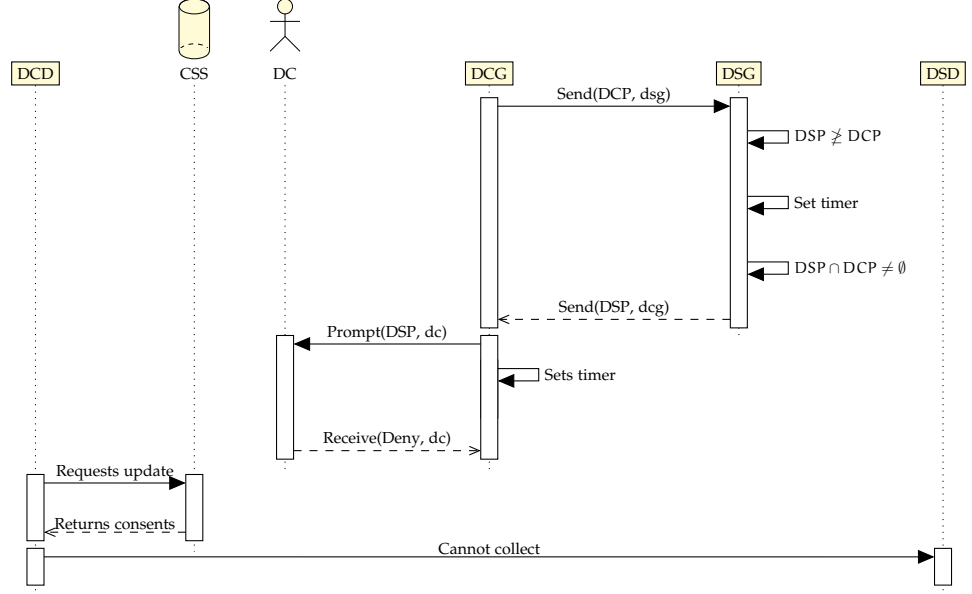 DCD
CSS
DC
DCG
DSG
DSD
Send(DCP, dsg)
DSP ≱ DCP
Set timer
DSP ∩ DCP ≠ ∅
Send(DSP, dcg)
Prompt(DSP, dc)
Sets timer
Receive(Deny, dc)
Requests update
Returns consents
Cannot collect